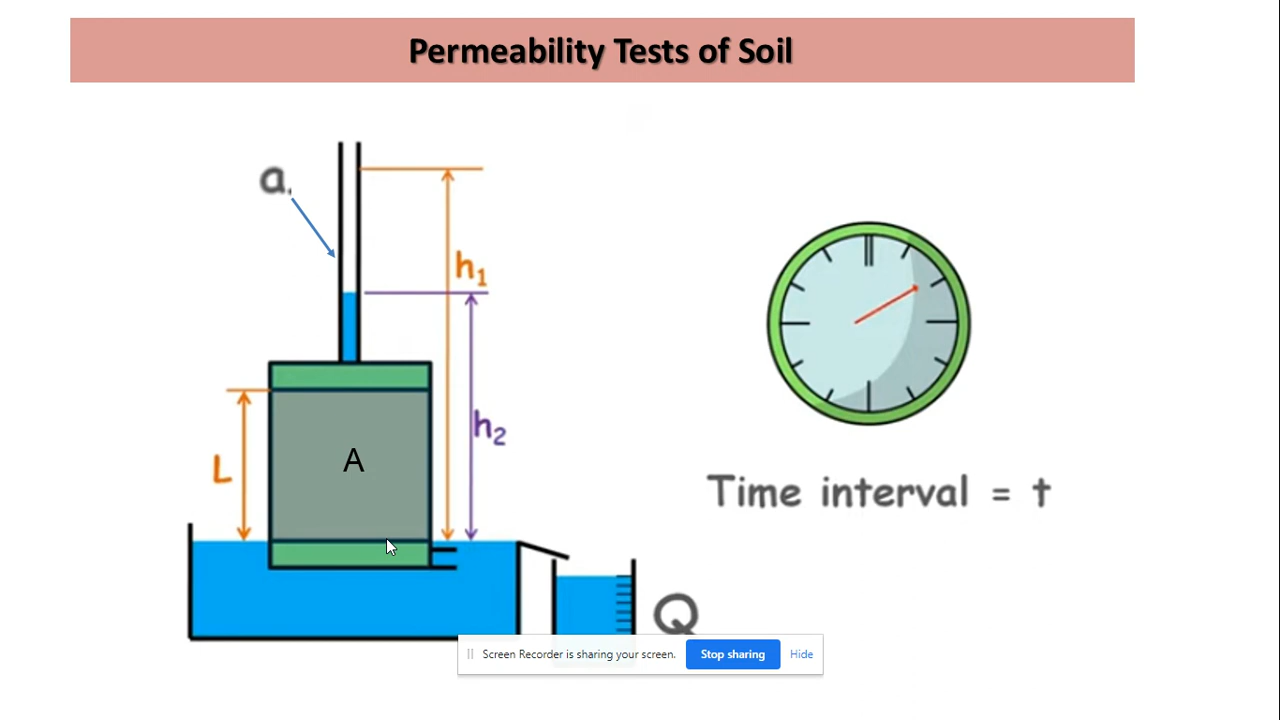 Permeability Tests of Soil
a
h₁
h₂
L
A
Time interval = t
Q
Screen Recorder is sharing your screen.
Stop sharing
Hide